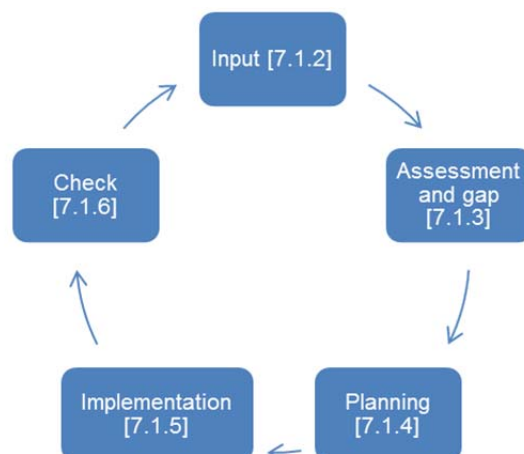 Input [7.1.2]
Assessment
and gap
[7.1.3]
Planning
[7.1.4]
Implementation
[7.1.5]
Check
[7.1.6]